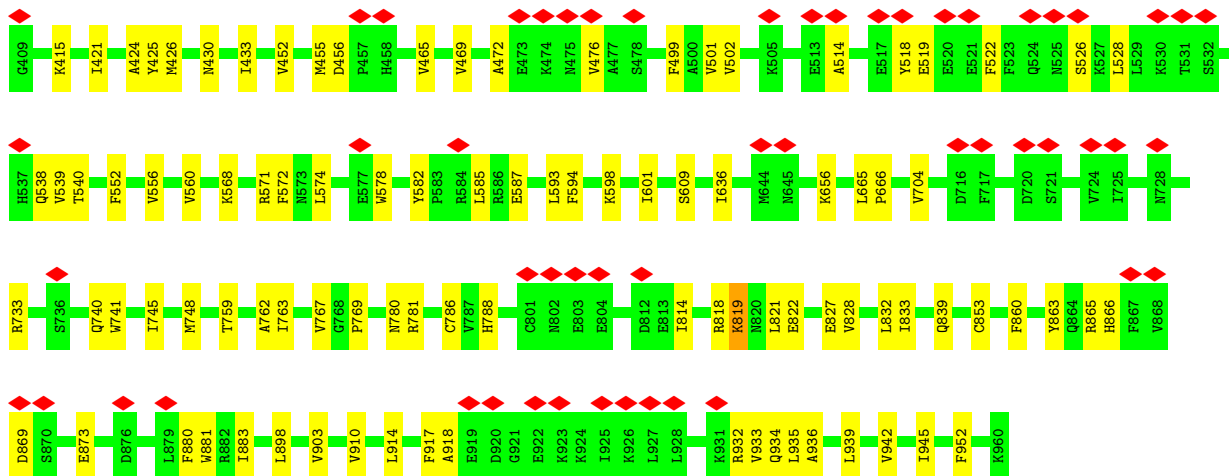 G409 K415 I421 A424 Y425 M426 N430 I433 V452 M455 D456 P457 H458 V465 V469 A472 E473 K474 N475 V476 A477 S478 F499 A500 V501 V502 K505 E513 A514 E517 Y518 E519 E520 E521 F522 F523 Q524 N525 S526 K527 L528 L529 K530 T531 S532
H537 Q538 V539 T540 F552 V556 V560 K568 R571 F572 N573 L574 E577 W578 Y582 P583 R584 L585 R586 E587 L593 F594 K598 I601 S609 I636 M644 N645 K656 L665 P666 V704 D716 F717 D720 S721 V724 I725 N728
R733 S736 Q740 W741 I745 M748 T759 A762 I763 V767 G768 P769 N780 R781 C786 V787 H788 C801 N802 E803 E804 D812 E813 I814 R818 K819 N820 L821 E822 E827 V828 L832 I833 Q839 C853 F860 Y863 Q864 R865 H866 F867 V868
D869 S870 E873 D876 L879 F880 W881 R882 I883 L898 V903 V910 L914 F917 A918 E919 D920 G921 E922 K923 K924 I925 K926 L927 L928 K931 R932 V933 Q934 L935 A936 L939 V942 I945 F952 K960